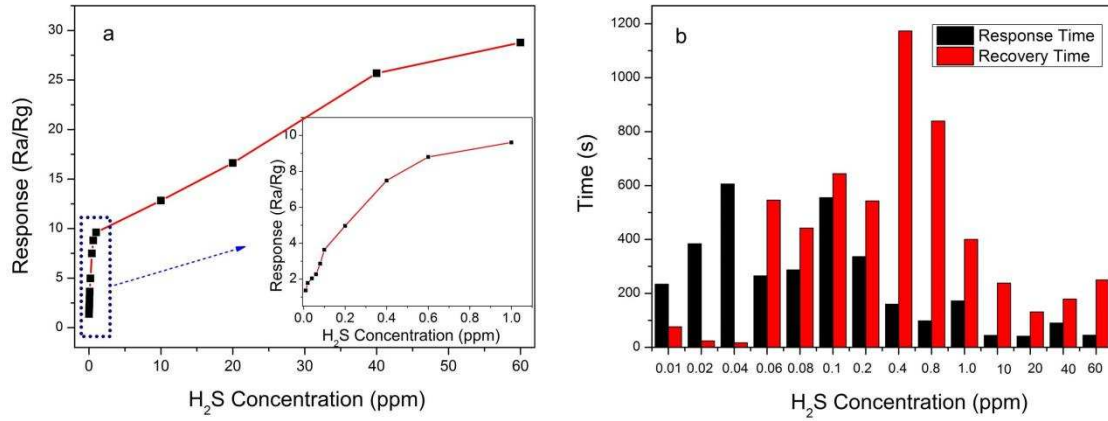 a
30
25
20
15
10
5
0
Response (Ra/Rg)
0 10 20 30 40 50 60
H2S Concentration (ppm)
10
8
6
4
2
Response (Ra/Rg)
0.0 0.2 0.4 0.6 0.8 1.0
H2S Concentration (ppm)
b
Response Time
Recovery Time
1200
1000
800
600
400
200
0
Time (s)
0.01 0.02 0.04 0.06 0.08 0.1 0.2 0.4 0.8 1.0 10 20 40 60
H2S Concentration (ppm)